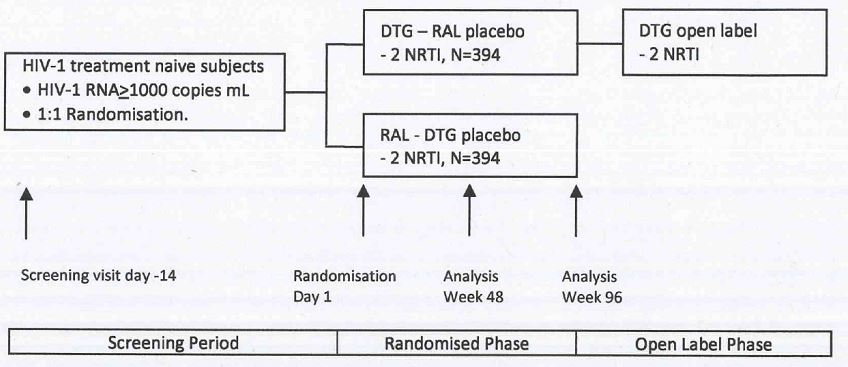 HIV-1 treatment naive subjects
• HIV-1 RNA≥1000 copies mL
• 1:1 Randomisation.
DTG – RAL placebo
- 2 NRTI, N=394
DTG open label
- 2 NRTI
RAL - DTG placebo
- 2 NRTI, N=394
Screening visit day -14
Randomisation
Day 1
Analysis
Week 48
Analysis
Week 96
Screening Period
Randomised Phase
Open Label Phase